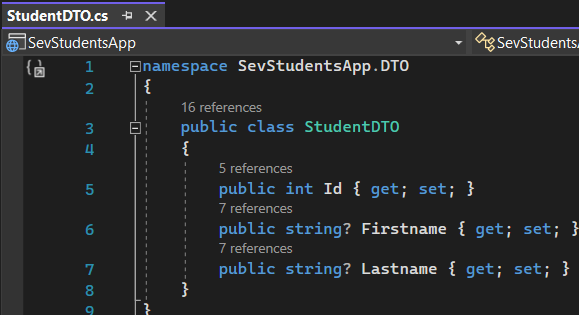 StudentDTO.cs
SevStudentsApp SevStudents
1 namespace SevStudentsApp.DTO
2 {
16 references
3 public class StudentDTO
4 {
5 references
5 public int Id { get; set; }
7 references
6 public string? Firstname { get; set; }
7 references
7 public string? Lastname { get; set; }
8 }
9 }